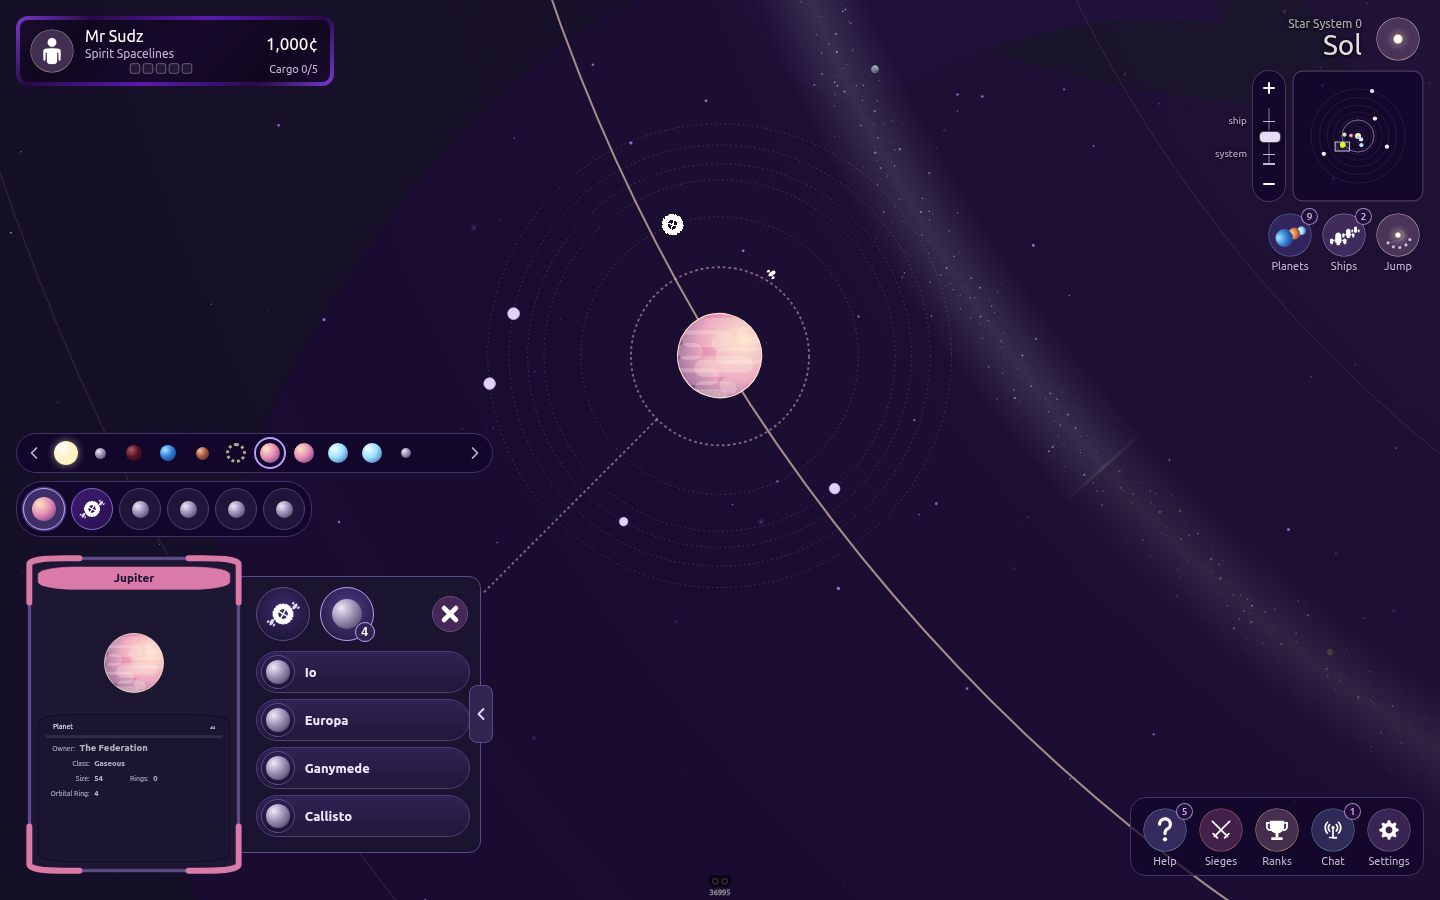 Mr Sudz
Spirit Spacelines
1,000¢
Cargo 0/5
Star System 0
Sol
ship
system
9
2
Planets
Ships
Jump
Jupiter
4
Planet
Owner: The Federation
Class: Gaseous
Size: 54 Rings: 0
Orbital Ring: 4
Io
Europa
Ganymede
Callisto
5
1
Help
Sieges
Ranks
Chat
Settings
36995